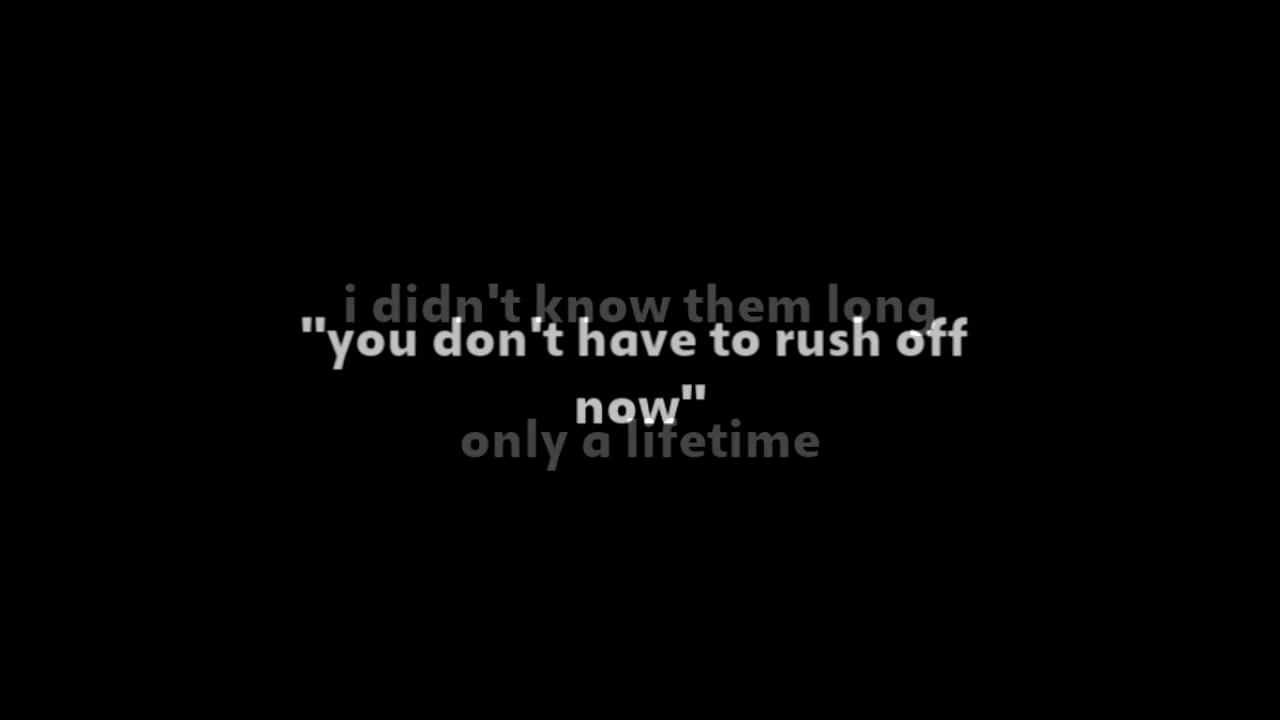 i didn't know them long
"you don't have to rush off
now"
only a lifetime